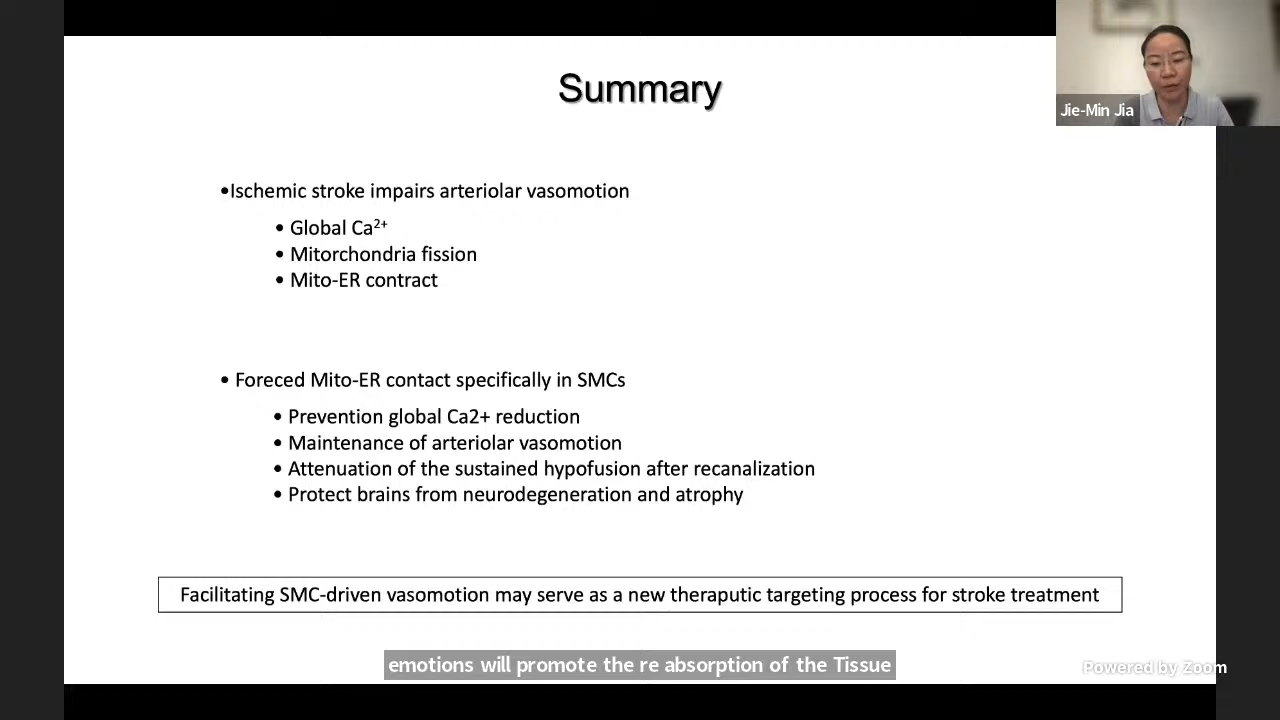 Summary
Jie-Min Jia
•Ischemic stroke impairs arteriolar vasomotion
• Global Ca²⁺
• Mitorchondria fission
• Mito-ER contract
• Foreced Mito-ER contact specifically in SMCs
• Prevention global Ca2+ reduction
• Maintenance of arteriolar vasomotion
• Attenuation of the sustained hypofusion after recanalization
• Protect brains from neurodegeneration and atrophy
Facilitating SMC-driven vasomotion may serve as a new theraputic targeting process for stroke treatment
emotions will promote the re absorption of the Tissue
Powered by Zoom